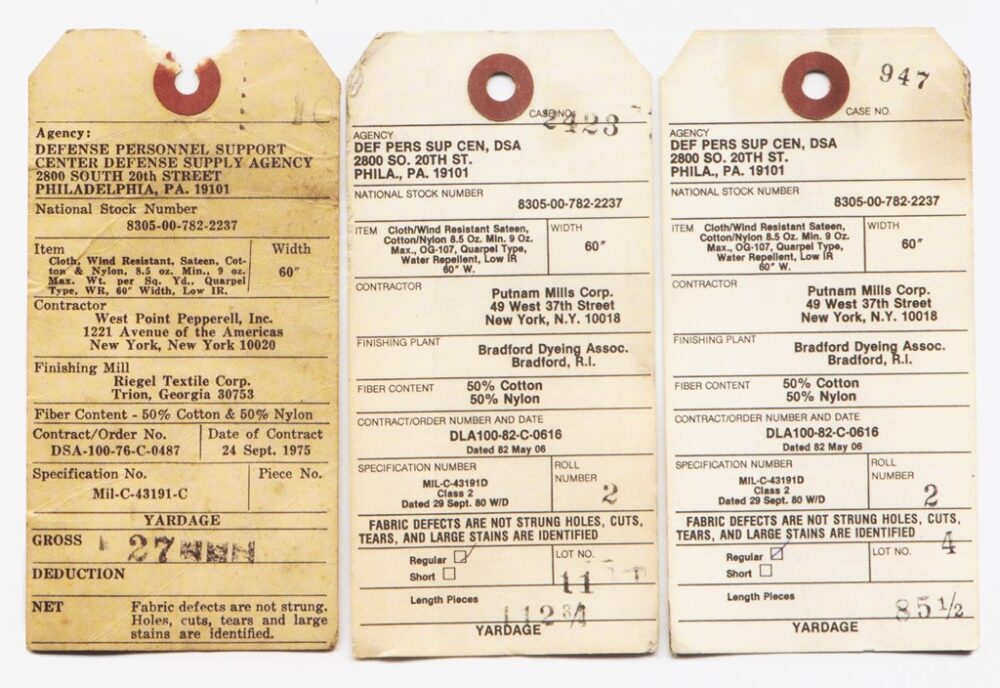 Agency:
DEFENSE PERSONNEL SUPPORT
CENTER DEFENSE SUPPLY AGENCY
2800 SOUTH 20th STREET
PHILADELPHIA, PA. 19101
National Stock Number
8305-00-782-2237
Item
Width
Cloth, Wind Resistant, Sateen, Cot-
ton & Nylon, 8.5 oz. Min., 9 oz.
Max. Wt. per Sq. Yd., Quarpel
Type, WR, 60" Width, Low IR.
60"
Contractor
West Point Pepperell, Inc.
1221 Avenue of the Americas
New York, New York 10020
Finishing Mill
Riegel Textile Corp.
Trion, Georgia 30753
Fiber Content - 50% Cotton & 50% Nylon
Contract/Order No.
Date of Contract
DSA-100-76-C-0487
24 Sept. 1975
Specification No.
Piece No.
Mil-C-43191-C
YARDAGE
GROSS
27
DEDUCTION
NET
Fabric defects are not strung.
Holes, cuts, tears and large
stains are identified.
CASE NO.
2423
AGENCY
DEF PERS SUP CEN, DSA
2800 SO. 20TH ST.
PHILA., PA. 19101
NATIONAL STOCK NUMBER
8305-00-782-2237
ITEM
Cloth/Wind Resistant Sateen,
Cotton/Nylon 8.5 Oz. Min. 9 Oz.
Max., OG-107, Quarpel Type,
Water Repellent, Low IR
60" W.
WIDTH
60"
CONTRACTOR
Putnam Mills Corp.
49 West 37th Street
New York, N.Y. 10018
FINISHING PLANT
Bradford Dyeing Assoc.
Bradford, R.I.
FIBER CONTENT
50% Cotton
50% Nylon
CONTRACT/ORDER NUMBER AND DATE
DLA100-82-C-0616
Dated 82 May 06
SPECIFICATION NUMBER
MIL-C-43191D
Class 2
Dated 29 Sept. 80 W/D
ROLL
NUMBER
2
FABRIC DEFECTS ARE NOT STRUNG HOLES, CUTS,
TEARS, AND LARGE STAINS ARE IDENTIFIED
Regular
Short
LOT NO.
11
Length Pieces
112 3/4
YARDAGE
947
CASE NO.
AGENCY
DEF PERS SUP CEN, DSA
2800 SO. 20TH ST.
PHILA., PA. 19101
NATIONAL STOCK NUMBER
8305-00-782-2237
ITEM
Cloth/Wind Resistant Sateen,
Cotton/Nylon 8.5 Oz. Min. 9 Oz.
Max., OG-107, Quarpel Type,
Water Repellent, Low IR
60" W.
WIDTH
60"
CONTRACTOR
Putnam Mills Corp.
49 West 37th Street
New York, N.Y. 10018
FINISHING PLANT
Bradford Dyeing Assoc.
Bradford, R.I.
FIBER CONTENT
50% Cotton
50% Nylon
CONTRACT/ORDER NUMBER AND DATE
DLA100-82-C-0616
Dated 82 May 06
SPECIFICATION NUMBER
MIL-C-43191D
Class 2
Dated 29 Sept. 80 W/D
ROLL
NUMBER
2
FABRIC DEFECTS ARE NOT STRUNG HOLES, CUTS,
TEARS, AND LARGE STAINS ARE IDENTIFIED
Regular
Short
LOT NO.
4
Length Pieces
85 1/2
YARDAGE